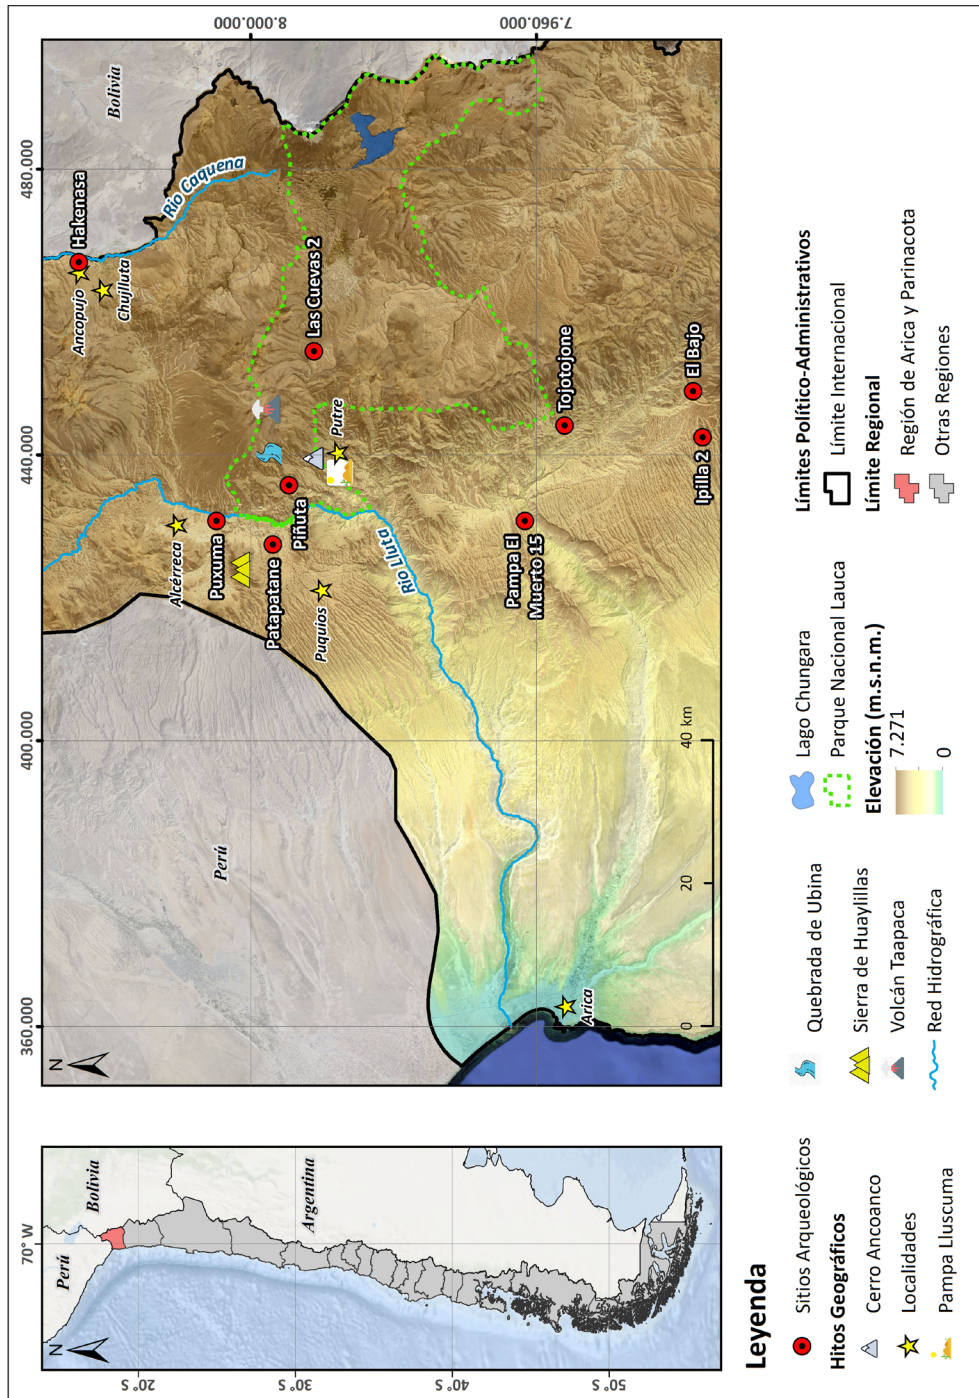 N
70°W
20°S
30°S
40°S
50°S
Perú
Bolivia
Argentina
N
360.000
400.000
440.000
480.000
8.000.000
7.960.000
Perú
Bolivia
Rio Caquena
Hakenasa
Ancopujo
Chujlluta
Las Cuevas 2
Alcérreca
Puxuma
Patapatane
Piñuta
Putre
Puquios
Rio Lluta
Pampa El
Muerto 15
Tojotojone
Ipilla 2
El Bajo
Arica
0
20
40 km
Leyenda
Sitios Arqueológicos
Hitos Geográficos
Cerro Ancoanco
Localidades
Pampa Lluscuma
Quebrada de Ubina
Sierra de Huaylillas
Volcán Taapaca
Red Hidrográfica
Lago Chungara
Parque Nacional Lauca
Elevación (m.s.n.m.)
7.271
0
Límites Político-Administrativos
Límite Internacional
Límite Regional
Región de Arica y Parinacota
Otras Regiones